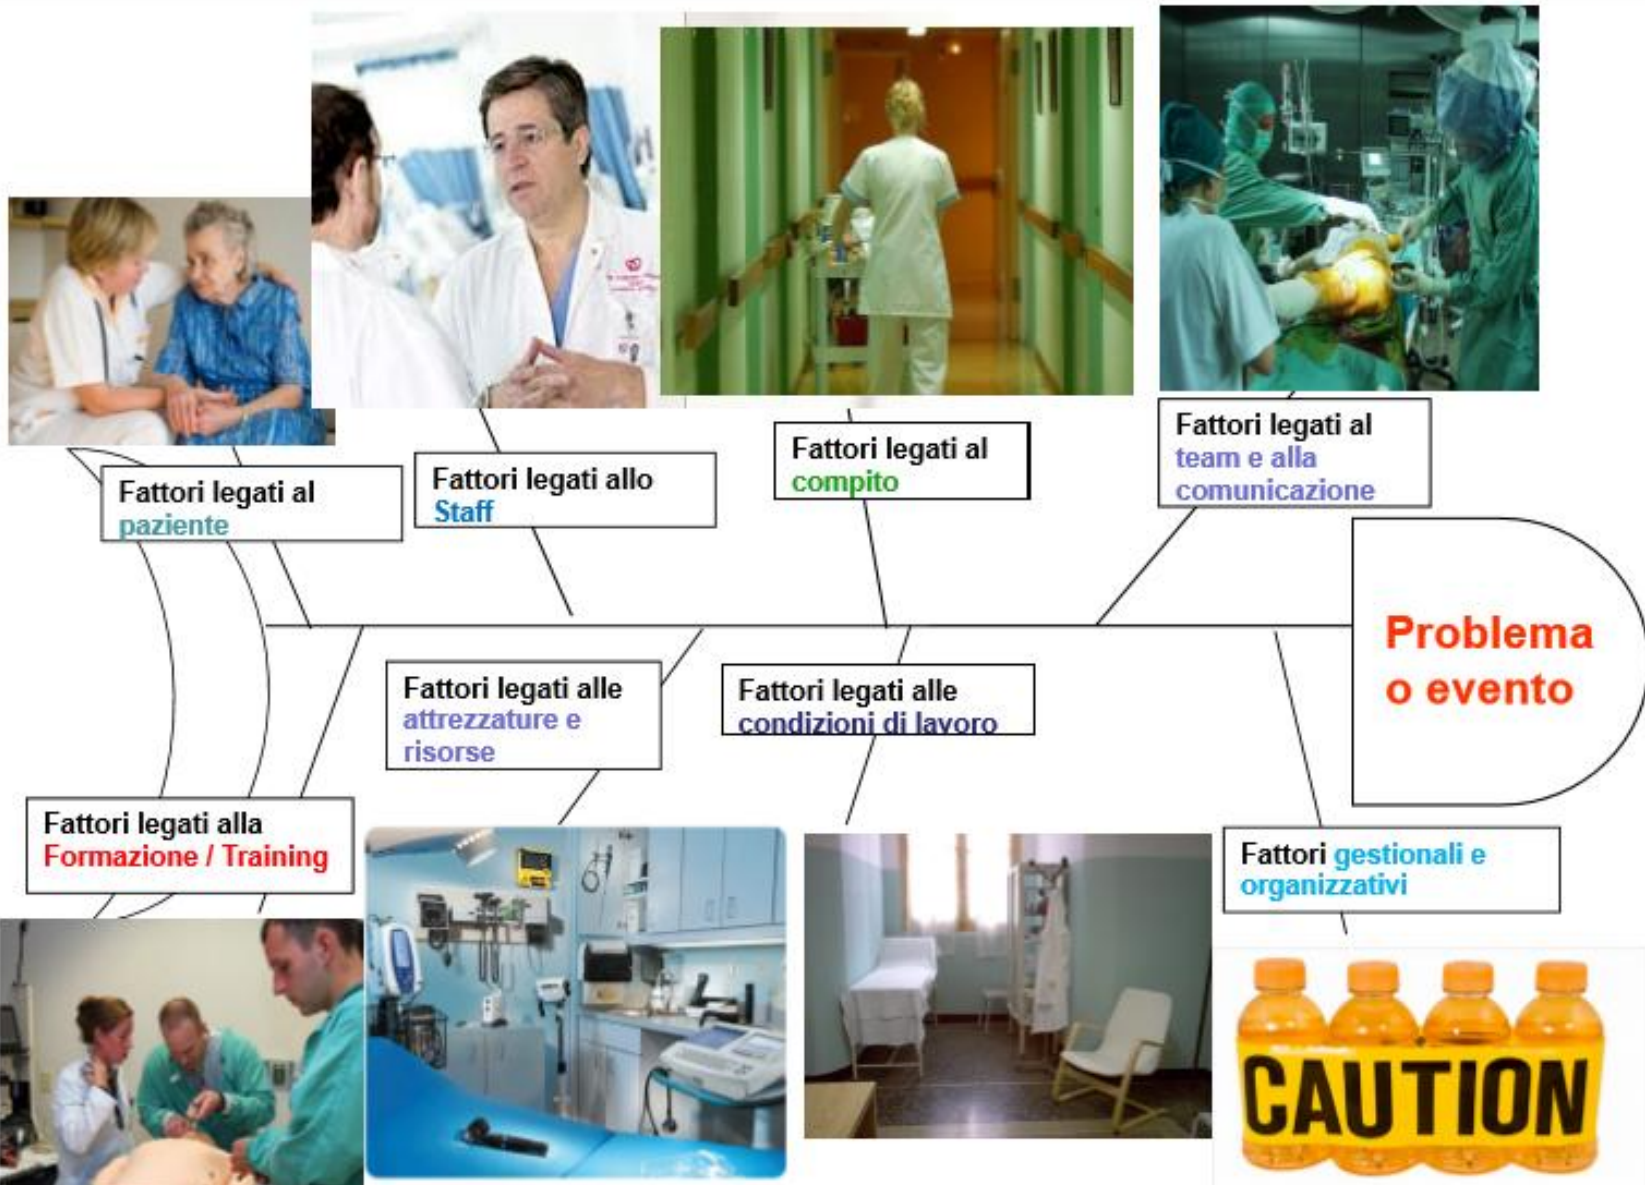 Fattori legati al
paziente
Fattori legati allo
Staff
Fattori legati al
compito
Fattori legati al
team e alla
comunicazione
Problema
o evento
Fattori legati alle
attrezzature e
risorse
Fattori legati alle
condizioni di lavoro
Fattori legati alla
Formazione / Training
Fattori gestionali e
organizzativi
CAUTION